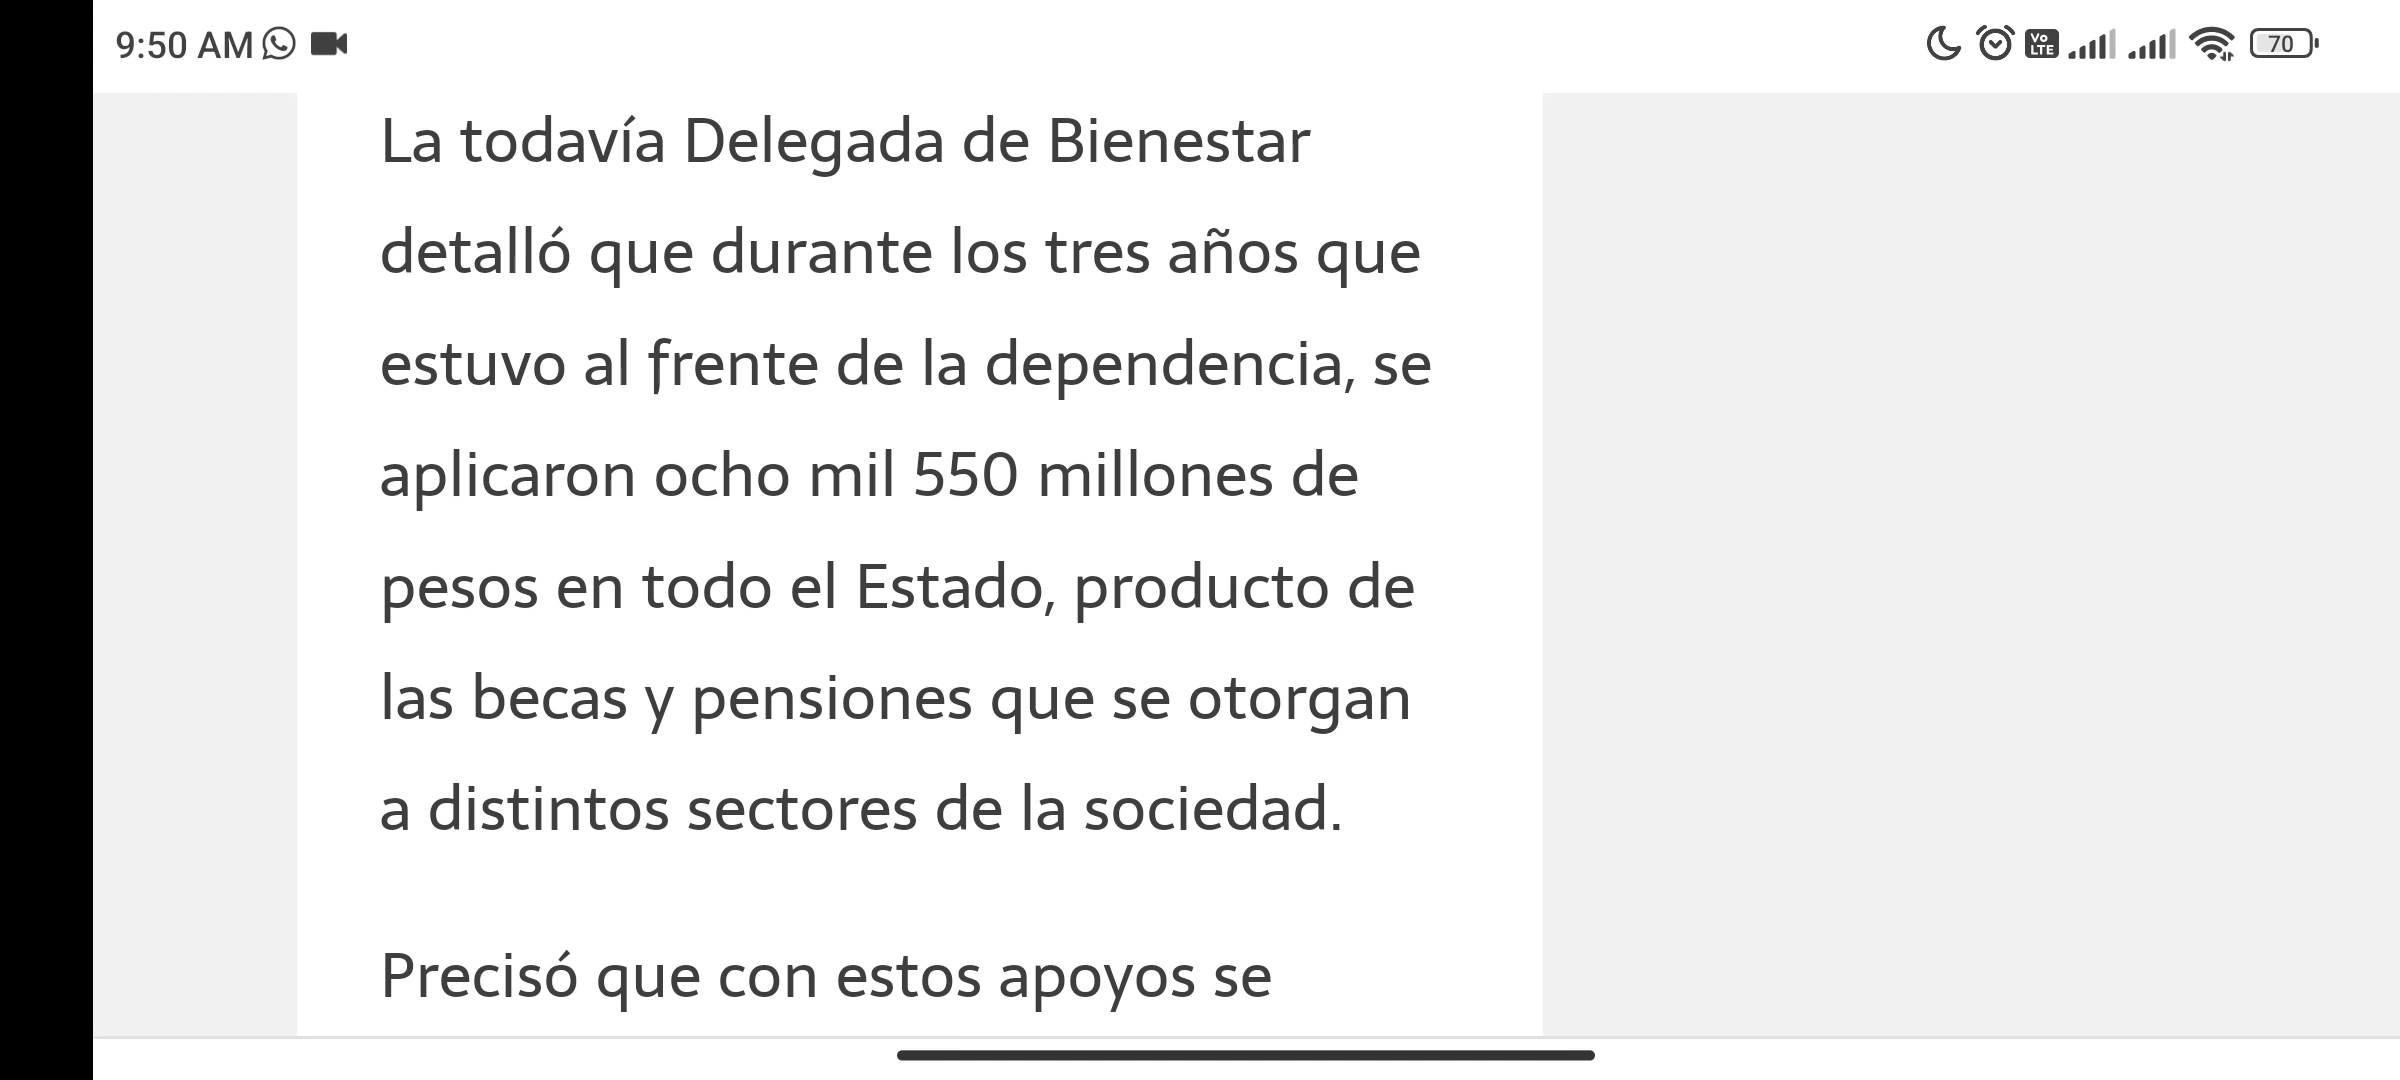 9:50 AM
Vo LTE
70
La todavía Delegada de Bienestar
detalló que durante los tres años que
estuvo al frente de la dependencia, se
aplicaron ocho mil 550 millones de
pesos en todo el Estado, producto de
las becas y pensiones que se otorgan
a distintos sectores de la sociedad.
Precisó que con estos apoyos se